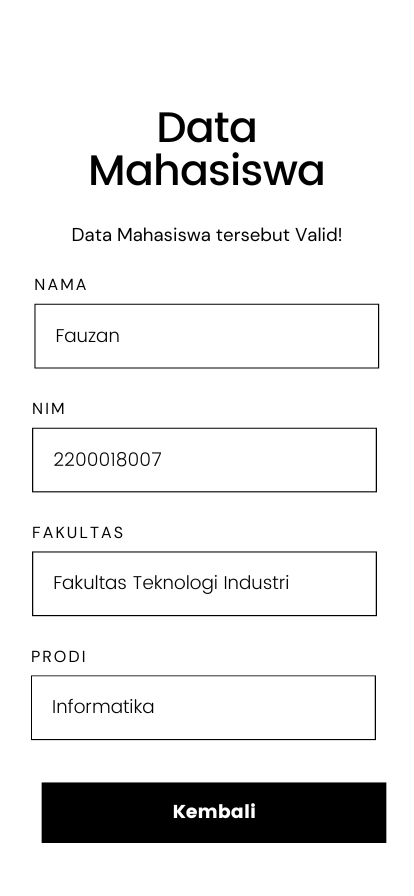 Data
Mahasiswa
Data Mahasiswa tersebut Valid!
NAMA
Fauzan
NIM
2200018007
FAKULTAS
Fakultas Teknologi Industri
PRODI
Informatika
Kembali